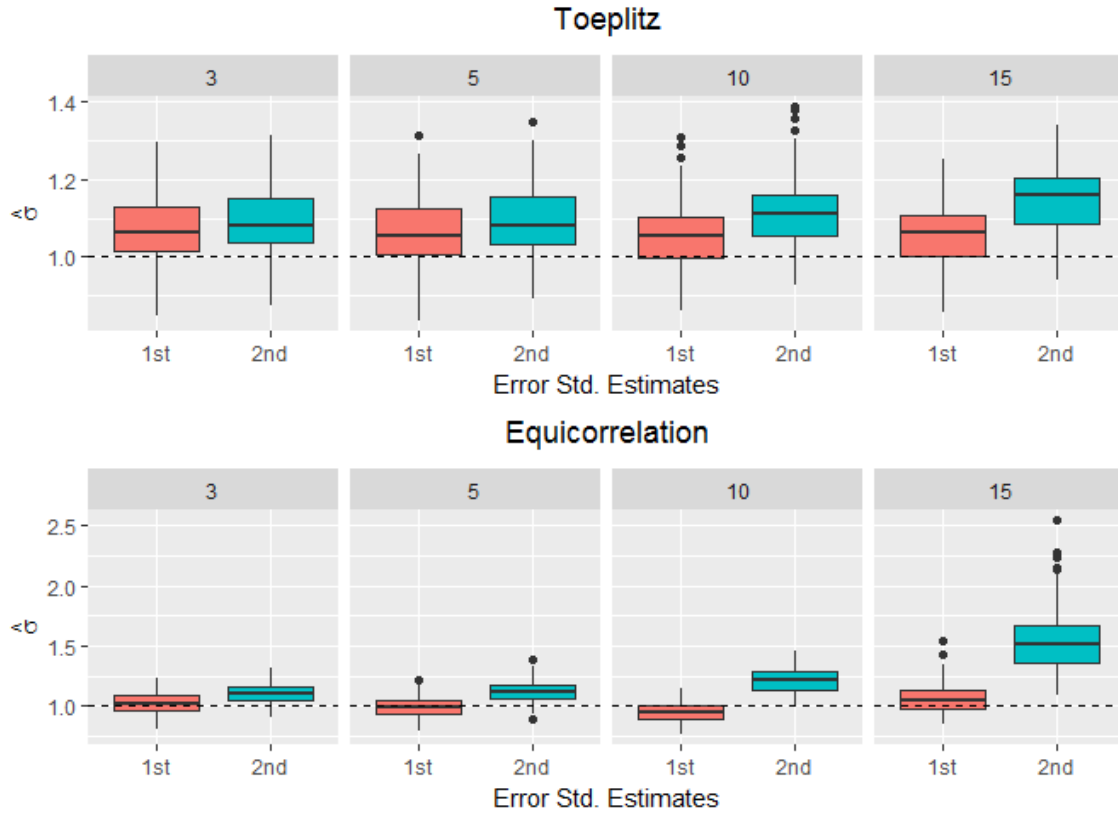 Toeplitz
3 5 10 15
1.4
1.2
1.0
σ̂
1st 2nd 1st 2nd 1st 2nd 1st 2nd
Error Std. Estimates
Equicorrelation
3 5 10 15
2.5
2.0
1.5
1.0
σ̂
1st 2nd 1st 2nd 1st 2nd 1st 2nd
Error Std. Estimates